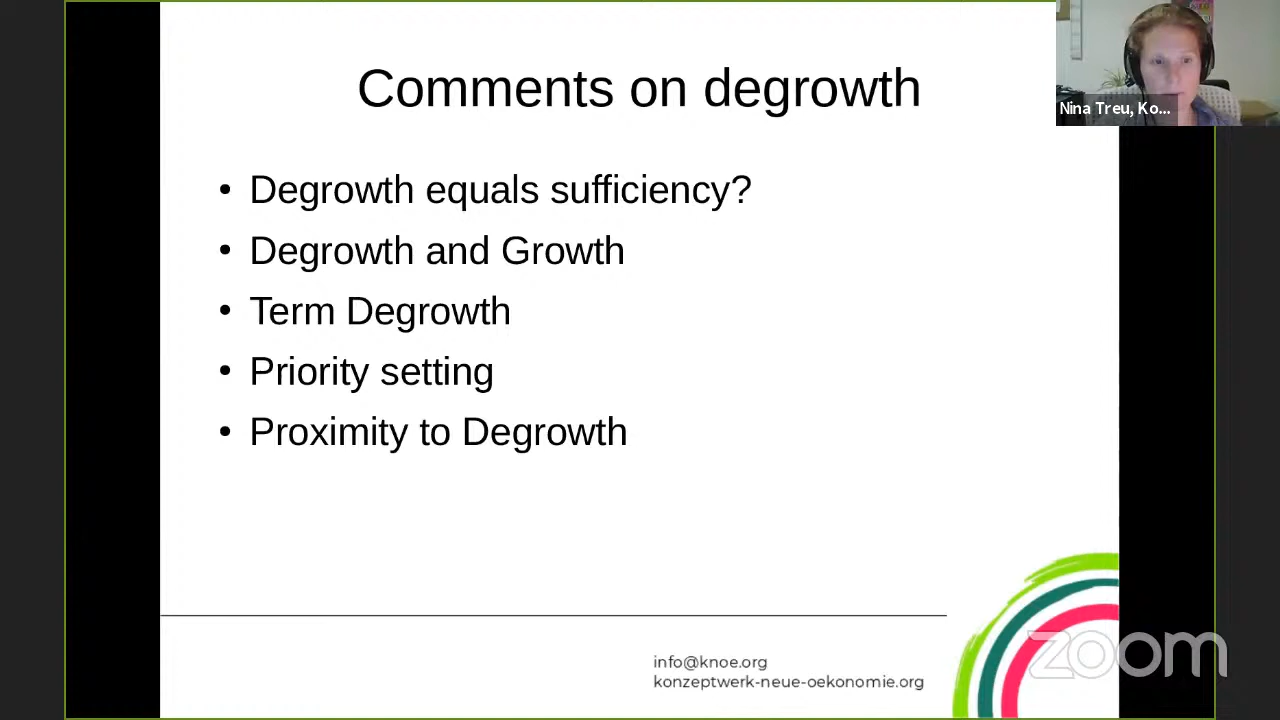 Comments on degrowth
Nina Treu, Ko...
• Degrowth equals sufficiency?
• Degrowth and Growth
• Term Degrowth
• Priority setting
• Proximity to Degrowth
info@knoe.org
konzeptwerk-neue-oekonomie.org
zoom